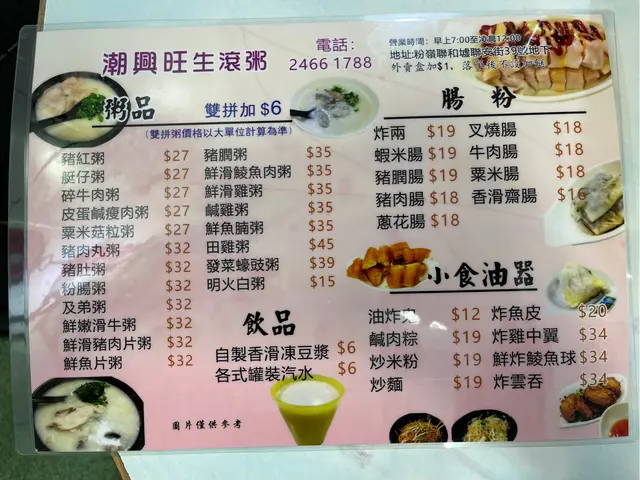 潮興旺生滾粥
電話：
2466 1788
營業時間：早上7:00至凌晨12:00
地址:粉嶺聯和墟聯安街39號地下
外賣盒加$1，落單後不設
粥品
雙拼加 $6
(雙拼粥價格以大單位計算為準)
豬紅粥 $27
艇仔粥 $27
碎牛肉粥 $27
皮蛋鹹瘦肉粥 $27
粟米菇粒粥 $27
豬肉丸粥 $32
豬肚粥 $32
粉腸粥 $32
及弟粥 $32
鮮嫩滑牛粥 $32
鮮滑豬肉片粥 $32
鮮魚片粥 $32
豬膶粥 $35
鮮滑鯪魚肉粥 $35
鮮滑雞粥 $35
鹹雞粥 $35
鮮魚腩粥 $35
田雞粥 $45
發菜蠔豉粥 $39
明火白粥 $15
飲品
自製香滑凍豆漿 $6
各式罐裝汽水 $6
圖片僅供參考
腸粉
炸兩 $19
蝦米腸 $19
豬膶腸 $19
豬肉腸 $18
蔥花腸 $18
叉燒腸 $18
牛肉腸 $18
粟米腸 $18
香滑齋腸 $16
小食油器
油炸 $12
鹹肉粽 $19
炒米粉 $19
炒麵 $19
炸魚皮 $20
炸雞中翼 $34
鮮炸鯪魚球 $34
炸雲吞 $34